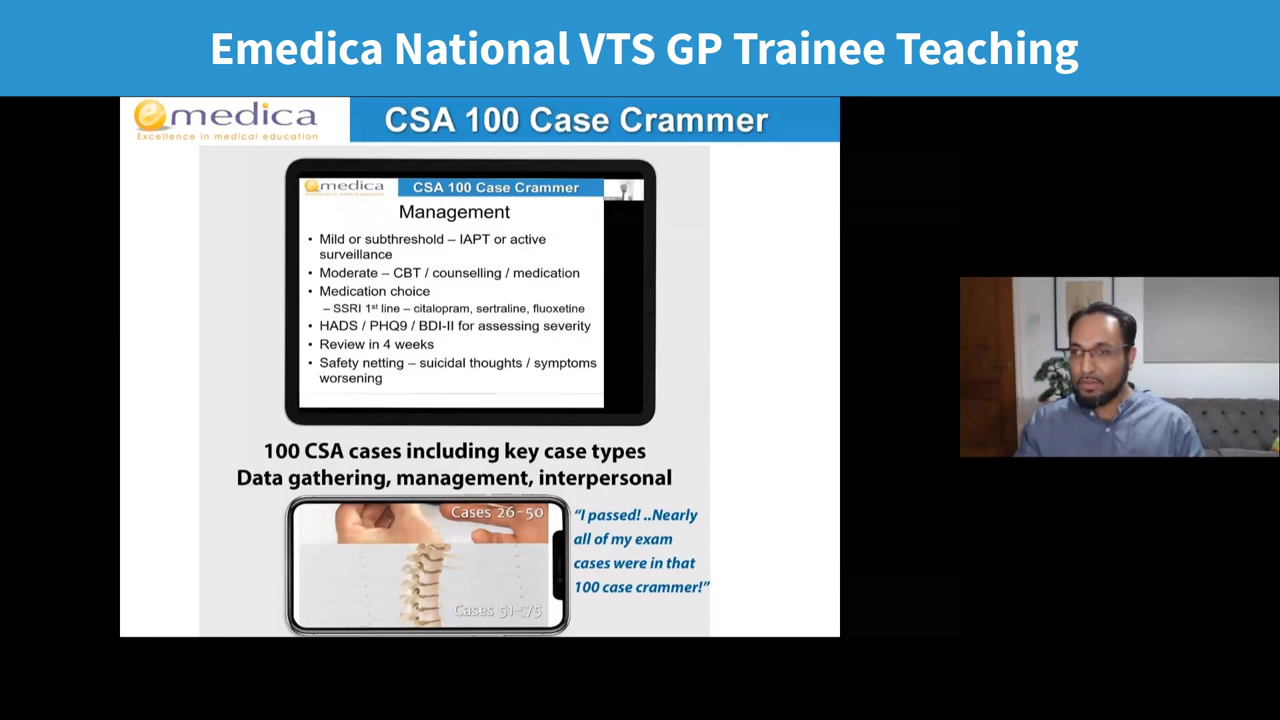 Emedica National VTS GP Trainee Teaching
emedica
Excellence in medical education
CSA 100 Case Crammer
emedica
CSA 100 Case Crammer
Management
• Mild or subthreshold – IAPT or active
surveillance
• Moderate – CBT / counselling / medication
• Medication choice
– SSRI 1st line – citalopram, sertraline, fluoxetine
• HADS / PHQ9 / BDI-II for assessing severity
• Review in 4 weeks
• Safety netting – suicidal thoughts / symptoms
worsening
100 CSA cases including key case types
Data gathering, management, interpersonal
Cases 26-50
Cases 51-75
“I passed! ..Nearly
all of my exam
cases were in that
100 case crammer!”